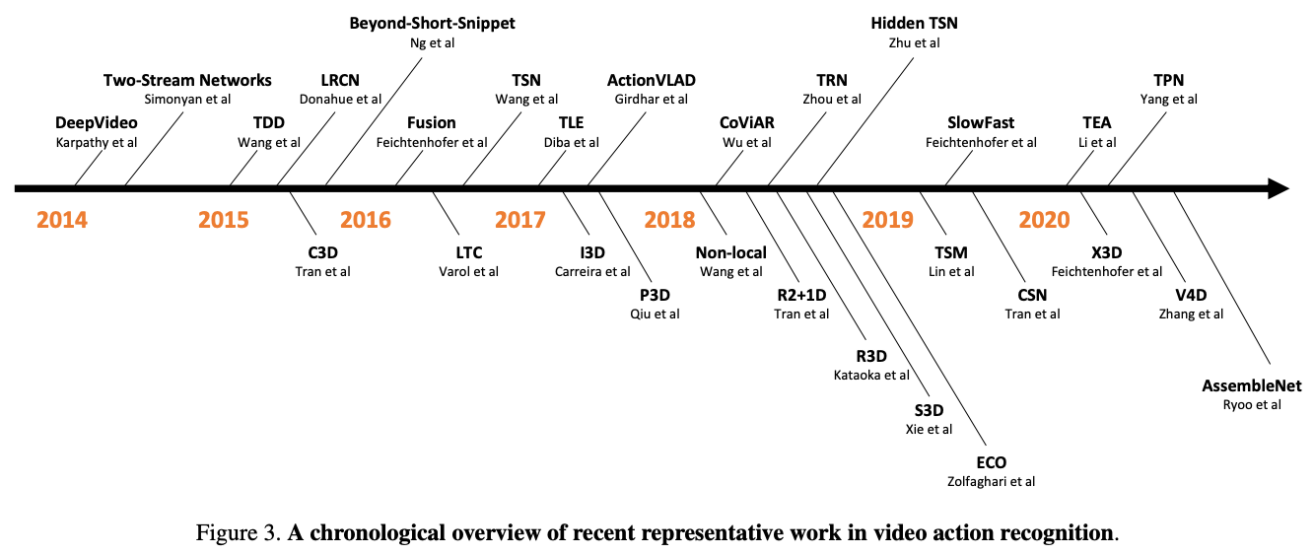 Beyond-Short-Snippet
Ng et al
Hidden TSN
Zhu et al
Two-Stream Networks
Simonyan et al
LRCN
Donahue et al
TSN
Wang et al
ActionVLAD
Girdhar et al
TRN
Zhou et al
TPN
Yang et al
DeepVideo
Karpathy et al
TDD
Wang et al
Fusion
Feichtenhofer et al
TLE
Diba et al
CoViAR
Wu et al
SlowFast
Feichtenhofer et al
TEA
Li et al
2014
2015
2016
2017
2018
2019
2020
C3D
Tran et al
LTC
Varol et al
I3D
Carreira et al
Non-local
Wang et al
TSM
Lin et al
X3D
Feichtenhofer et al
P3D
Qiu et al
R2+1D
Tran et al
CSN
Tran et al
V4D
Zhang et al
R3D
Kataoka et al
AssembleNet
Ryoo et al
S3D
Xie et al
ECO
Zolfaghari et al
Figure 3. A chronological overview of recent representative work in video action recognition.